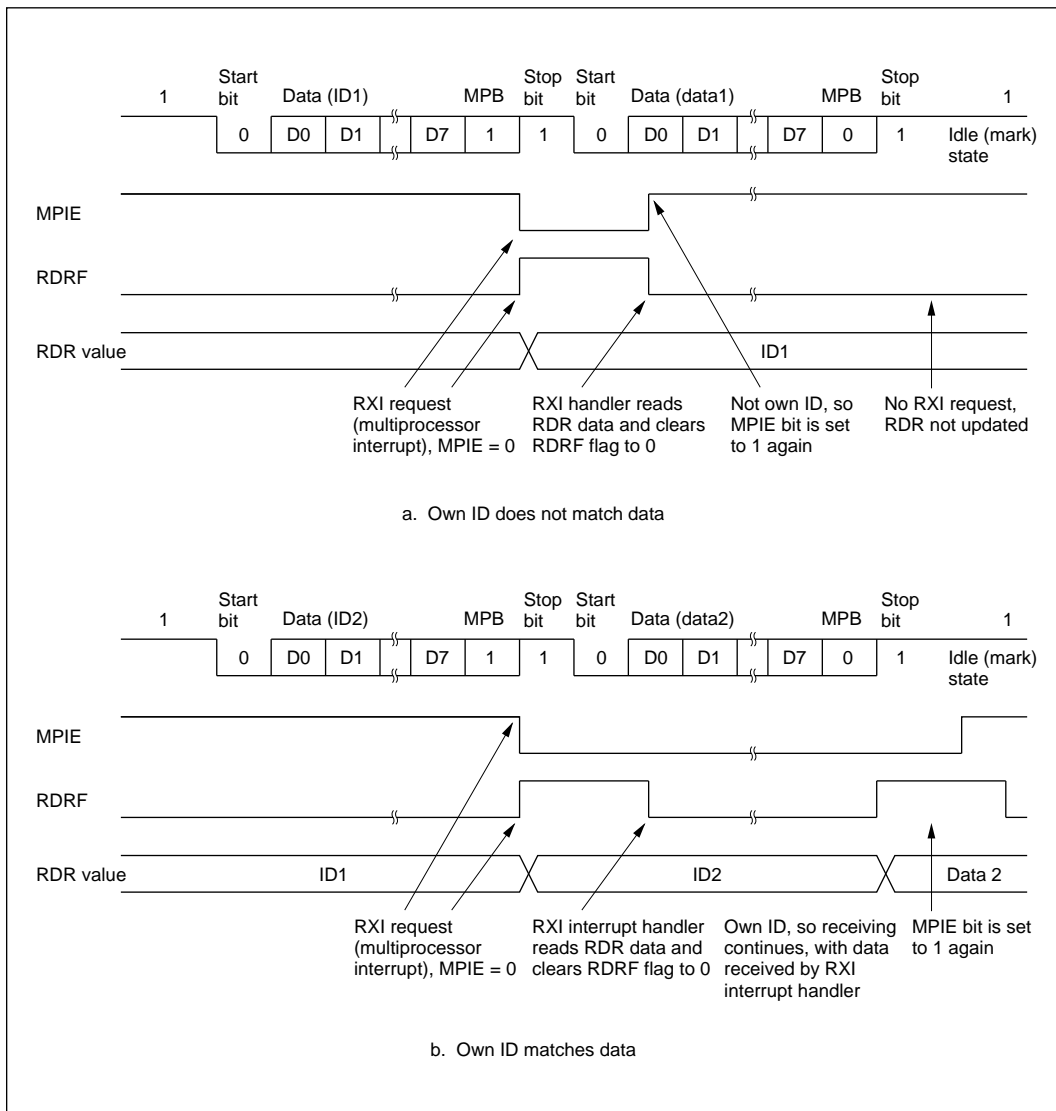 Start
bit
Data (ID1)
MPB
Stop
bit
Start
bit
Data (data1)
MPB
Stop
bit
1
1
0
D0
D1
D7
1
1
0
D0
D1
D7
0
1
Idle (mark)
state
MPIE
RDRF
RDR value
ID1
RXI request
(multiprocessor
interrupt), MPIE = 0
RXI handler reads
RDR data and clears
RDRF flag to 0
Not own ID, so
MPIE bit is set
to 1 again
No RXI request,
RDR not updated
a. Own ID does not match data
Start
bit
Data (ID2)
MPB
Stop
bit
Start
bit
Data (data2)
MPB
Stop
bit
1
1
0
D0
D1
D7
1
1
0
D0
D1
D7
0
1
Idle (mark)
state
MPIE
RDRF
RDR value
ID1
ID2
Data 2
RXI request
(multiprocessor
interrupt), MPIE = 0
RXI interrupt handler
reads RDR data and
clears RDRF flag to 0
Own ID, so receiving
continues, with data
received by RXI
interrupt handler
MPIE bit is set
to 1 again
b. Own ID matches data